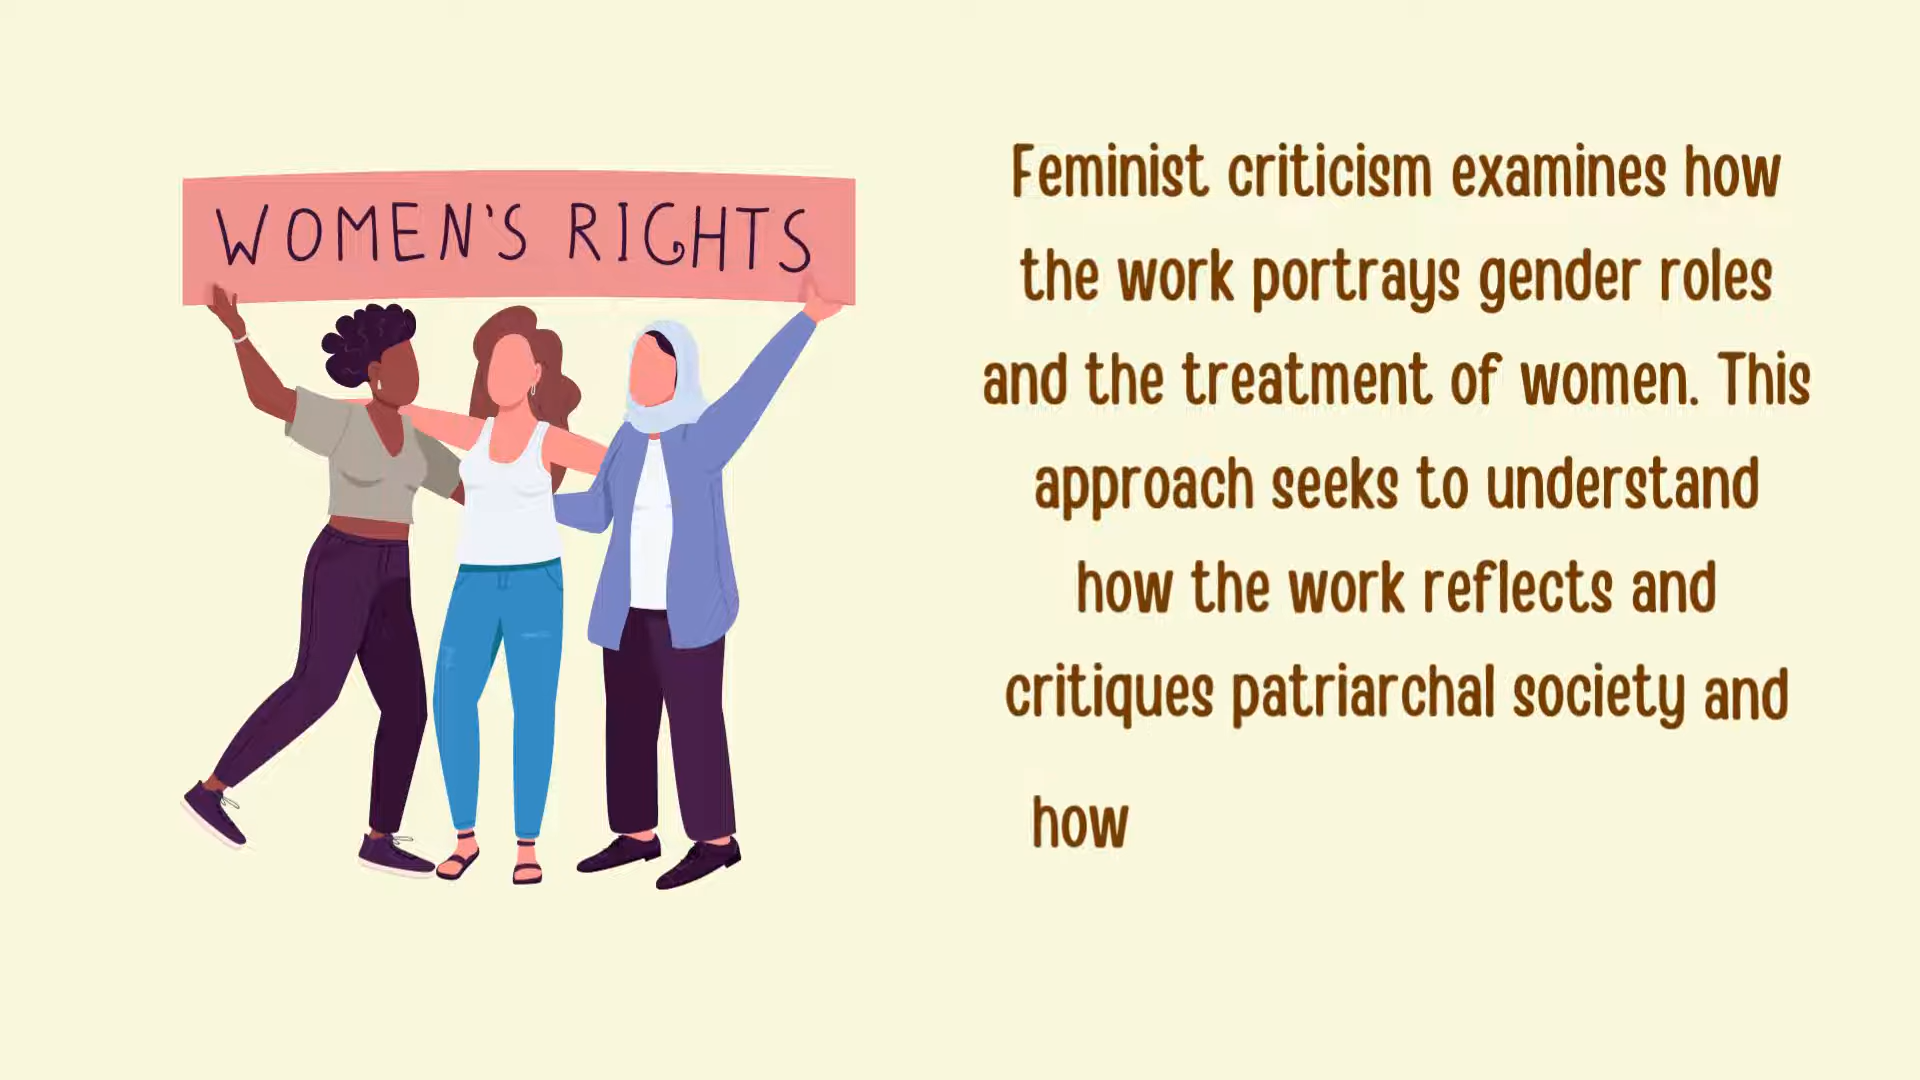 WOMEN'S RIGHTS
Feminist criticism examines how
the work portrays gender roles
and the treatment of women. This
approach seeks to understand
how the work reflects and
critiques patriarchal society and
how